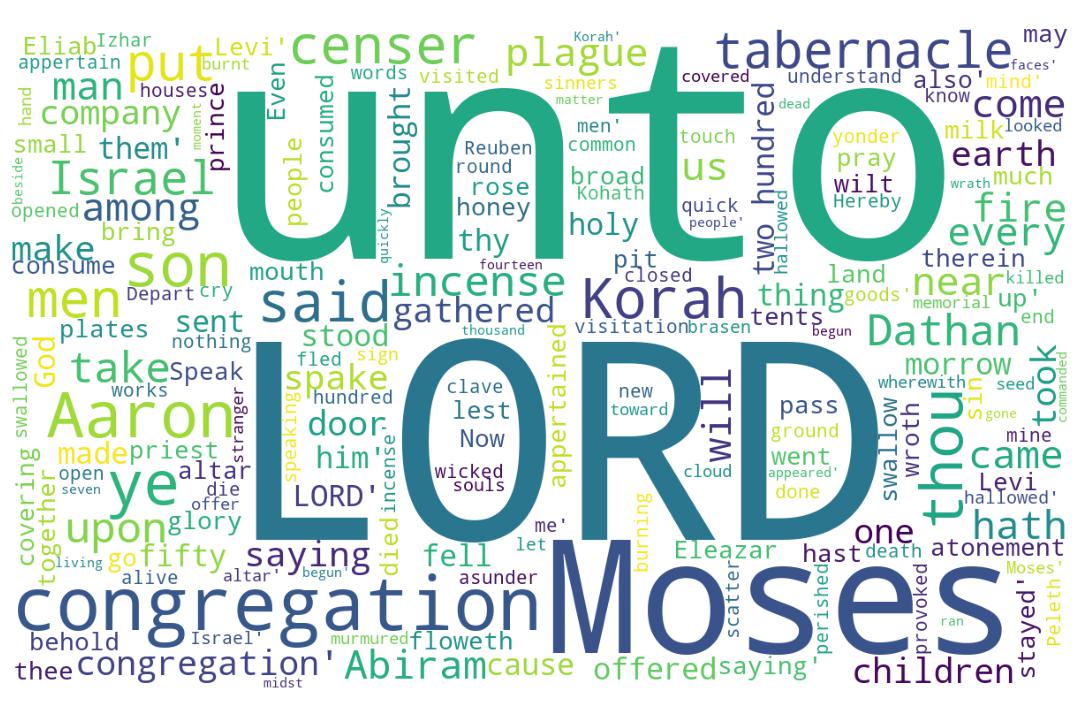 Eliab
Izhar
Levi'
censer
plague
Korah'
tabernacle
may
appertain
put
burnt
words
visited
sinners
covered
understand
also'
mind'
faces'
hand
man
houses
prince
Even
consumed
matter
dead
know
come
company
moment
brought
unto
men'
touch
two hundred
yonder
milk
looked
small
them'
people
Reuben
common
us
pray
earth
beside
Israel
round
broad
wilt
wrath
much
opened
among
rose
Kohath
quick
Hereby
fire
bring
honey
holy
people'
hallowed
every
make
son
quickly
thy
pit
therein
consume
mouth
fourteen
closed
land
near
killed
men
Depart
cry
incense
Korah
thing
goods'
memorial
up'
said
gathered
tents
end
plates
sent
stood
thousand
visitation
brasen
begun
Dathan
nothing
God
take
Speak
fled
sign
LORD
appertained
new
will
morrow
took
swallowed
works
spake
clave
toward
pass
wherewith
sin
seed
commanded
Aaron
stranger
hundred
lest
ground
swallow
wroth
thou
gone
made
priest
speaking
door
Now
went
mine
came
covering
open
ye
altar
him'
wicked
cloud
appeared'
Levi
seven
die
LORD'
souls
done
hallowed'
together
upon
glory
offer
died
incense'
me'
burning
one
hath
living
go
fifty
saying
fell
let
Eleazar
hast
death
atonement
alive
altar'
begun'
asunder
Moses
scatter
perished
provoked
stayed'
Moses'
Peleth'
congregation
ran
behold
Israel'
murmured
floweth
thee
congregation'
midst
Abiram
cause
offered
saying'
children